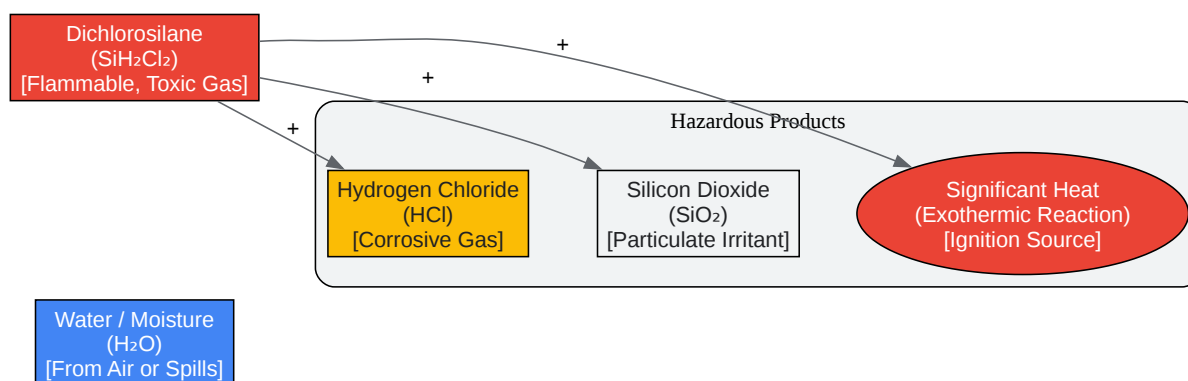 Dichlorosilane
(SiH₂Cl₂)
[Flammable, Toxic Gas]
+
+
+
Hazardous Products
Hydrogen Chloride
(HCl)
[Corrosive Gas]
Silicon Dioxide
(SiO₂)
[Particulate Irritant]
Significant Heat
(Exothermic Reaction)
[Ignition Source]
Water / Moisture
(H₂O)
[From Air or Spills]